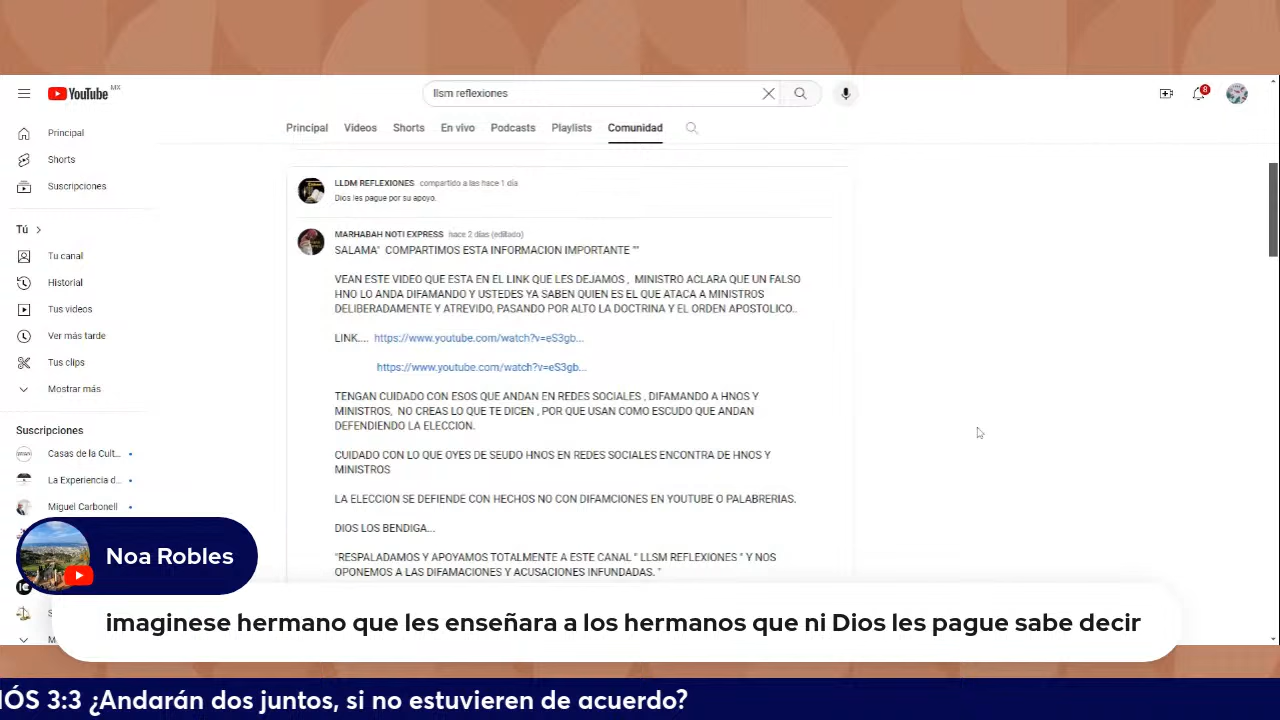 YouTube MX
llsm reflexiones
8
Principal
Shorts
Suscripciones
Tú
Tu canal
Historial
Tus videos
Ver más tarde
Tus clips
Mostrar más
Suscripciones
Casas de la Cult...
La Experiencia d...
Miguel Carbonell
Principal Videos Shorts En vivo Podcasts Playlists Comunidad
LLDM REFLEXIONES compartido a las hace 1 día
Dios les pague por su apoyo.
MARHABAH NOTI EXPRESS hace 2 días (editado)
SALAMA" COMPARTIMOS ESTA INFORMACION IMPORTANTE ""
VEAN ESTE VIDEO QUE ESTA EN EL LINK QUE LES DEJAMOS , MINISTRO ACLARA QUE UN FALSO
HNO LO ANDA DIFAMANDO Y USTEDES YA SABEN QUIEN ES EL QUE ATACA A MINISTROS
DELIBERADAMENTE Y ATREVIDO, PASANDO POR ALTO LA DOCTRINA Y EL ORDEN APOSTOLICO..
LINK.... https://www.youtube.com/watch?v=eS3gb...
https://www.youtube.com/watch?v=eS3gb...
TENGAN CUIDADO CON ESOS QUE ANDAN EN REDES SOCIALES , DIFAMANDO A HNOS Y
MINISTROS, NO CREAS LO QUE TE DICEN , POR QUE USAN COMO ESCUDO QUE ANDAN
DEFENDIENDO LA ELECCION.
CUIDADO CON LO QUE OYES DE SEUDO HNOS EN REDES SOCIALES ENCONTRA DE HNOS Y
MINISTROS
LA ELECCION SE DEFIENDE CON HECHOS NO CON DIFAMCIONES EN YOUTUBE O PALABRERIAS.
DIOS LOS BENDIGA...
"RESPALADAMOS Y APOYAMOS TOTALMENTE A ESTE CANAL " LLSM REFLEXIONES " Y NOS
OPONEMOS A LAS DIFAMACIONES Y ACUSACIONES INFUNDADAS. "
Noa Robles
imaginese hermano que les enseñara a los hermanos que ni Dios les pague sabe decir
ÓS 3:3 ¿Andarán dos juntos, si no estuvieren de acuerdo?